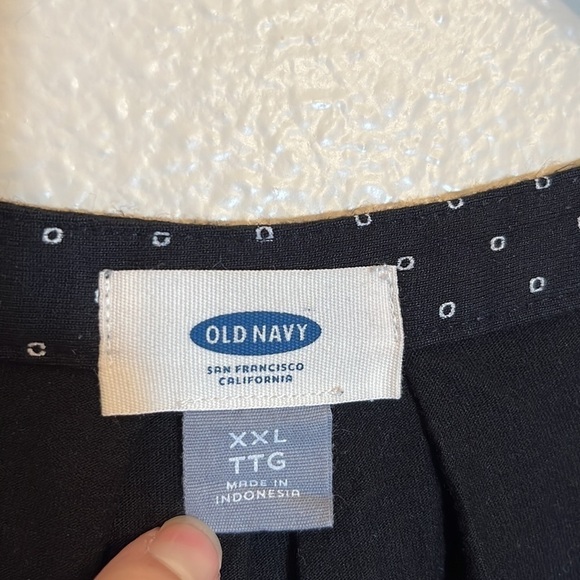 OLD NAVY
SAN FRANCISCO
CALIFORNIA
XXL
TTG
MADE IN
INDONESIA